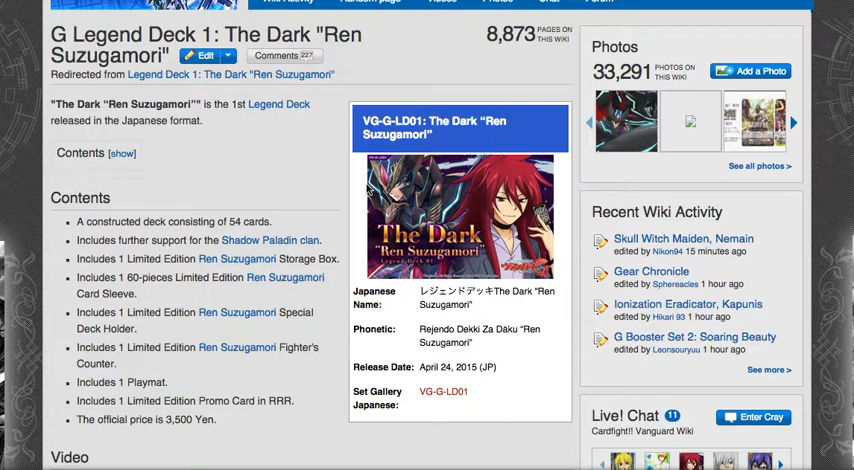 G Legend Deck 1: The Dark "Ren
Suzugamori"
Edit
Comments 227
8,873 PAGES ON
THIS WIKI
Redirected from Legend Deck 1: The Dark "Ren Suzugamori"
"The Dark “Ren Suzugamori”" is the 1st Legend Deck
released in the Japanese format.
Contents [show]
Contents
A constructed deck consisting of 54 cards.
Includes further support for the Shadow Paladin clan.
Includes 1 Limited Edition Ren Suzugamori Storage Box.
Includes 1 60-pieces Limited Edition Ren Suzugamori
Card Sleeve.
Includes 1 Limited Edition Ren Suzugamori Special
Deck Holder.
Includes 1 Limited Edition Ren Suzugamori Fighter's
Counter.
Includes 1 Playmat.
Includes 1 Limited Edition Promo Card in RRR.
The official price is 3,500 Yen.
Video
VG-G-LD01: The Dark “Ren
Suzugamori”
The Dark
"Ren Suzugamori"
Legend Deck #1
Japanese
Name:
レジェンドデッキThe Dark “Ren
Suzugamori”
Phonetic:
Rejendo Dekki Za Dāku “Ren
Suzugamori”
Release Date: April 24, 2015 (JP)
Set Gallery
Japanese:
VG-G-LD01
Photos
33,291 PHOTOS ON
THIS WIKI
Add a Photo
See all photos >
Recent Wiki Activity
Skull Witch Maiden, Nemain
edited by Nikon94 15 minutes ago
Gear Chronicle
edited by Sphereacles 1 hour ago
Ionization Eradicator, Kapunis
edited by Hikari 93 1 hour ago
G Booster Set 2: Soaring Beauty
edited by Leonsouryuu 1 hour ago
See more >
Live! Chat 11
Enter Cray
Cardfight!! Vanguard Wiki